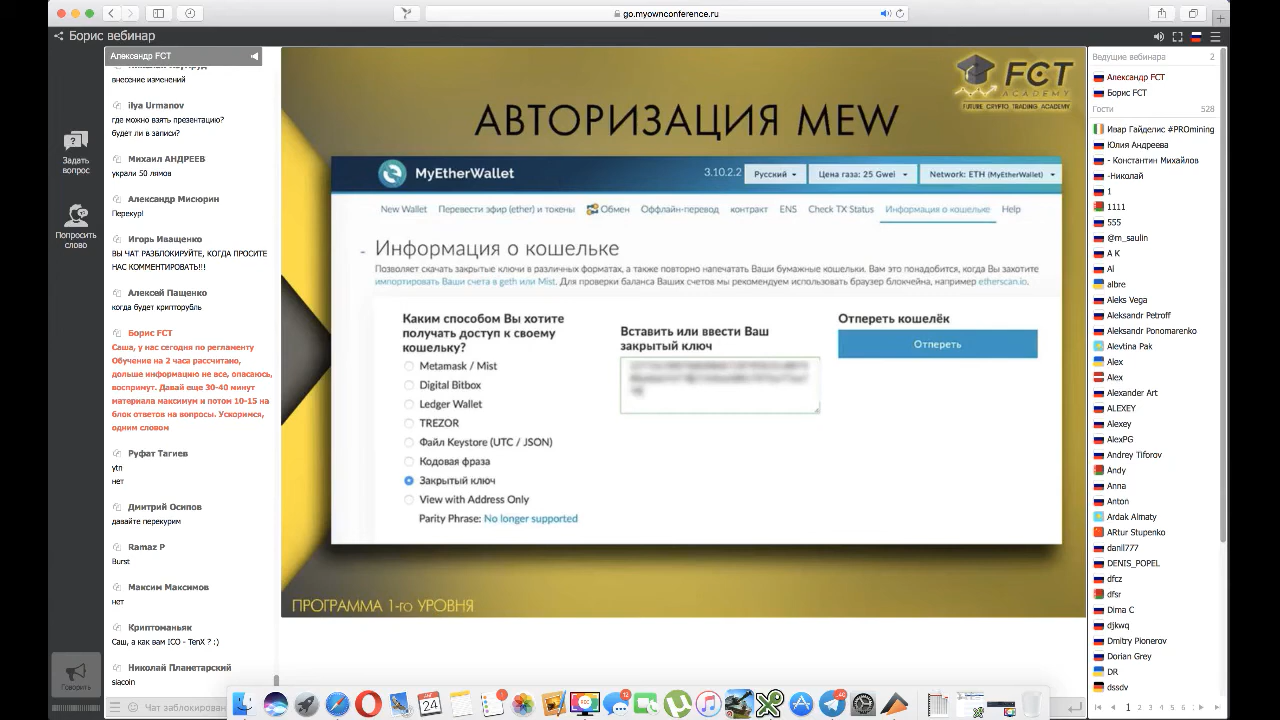 go.myownconference.ru
Борис вебинар
Александр FCT
Задать
вопрос
Попросить
слово
Говорить
внесение изменений
ilya Urmanov
где можно взять презентацию?
будет ли в записи?
Михаил АНДРЕЕВ
украли 50 лямов
Александр Мисюрин
Перекур!
Игорь Иващенко
ВЫ ЧАТ РАЗБЛОКИРУЙТЕ, КОГДА ПРОСИТЕ
НАС КОММЕНТИРОВАТЬ!!!
Алексей Пащенко
когда будет крипторубль
Борис FCT
Саша, у нас сегодня по регламенту
Обучение на 2 часа рассчитано,
дольше информацию не все, опасаюсь,
воспримут. Давай еще 30-40 минут
материала максимум и потом 10-15 на
блок ответов на вопросы. Ускоримся,
одним словом
Руфат Тагиев
ytn
нет
Дмитрий Осипов
давайте перекурим
Ramaz P
Burst
Максим Максимов
нет
Криптоманьяк
Саш, а как вам ICO - TenX ? :)
Николай Планетарский
siacoin
Чат заблокирован
FCT
ACADEMY
FUTURE CRYPTO TRADING ACADEMY
АВТОРИЗАЦИЯ MEW
MyEtherWallet
3.10.2.2
Русский
Цена газа: 25 Gwei
Network: ETH (MyEtherWallet)
New Wallet
Перевести эфир (ether) и токены
Обмен
Оффлайн-перевод
контракт
ENS
Check TX Status
Информация о кошельке
Help
- Информация о кошельке
Позволяет скачать закрытые ключи в различных форматах, а также повторно напечатать Ваши бумажные кошельки. Вам это понадобится, когда Вы захотите
импортировать Ваши счета в geth или Mist. Для проверки баланса Ваших счетов мы рекомендуем использовать браузер блокчейна, например etherscan.io.
Каким способом Вы хотите
получать доступ к своему
кошельку?
Metamask / Mist
Digital Bitbox
Ledger Wallet
TREZOR
Файл Keystore (UTC / JSON)
Кодовая фраза
Закрытый ключ
View with Address Only
Parity Phrase: No longer supported
Вставить или ввести Ваш
закрытый ключ
Отпереть кошелёк
Отпереть
ПРОГРАММА 1-го УРОВНЯ
Ведущие вебинара 2
Александр FCT
Борис FCT
Гости 528
Ивар Гайделис #PROmining
Юлия Андреева
- Константин Михайлов
-Николай
1
1111
555
@m_saulin
A K
Al
albre
Aleks Vega
Aleksandr Petroff
Aleksandr Ponomarenko
Alevtina Pak
Alex
Alex
Alexander Art
ALEXEY
Alexey
AlexPG
Andrey Tiforov
Andy
Anna
Anton
Ardak Almaty
ARtur Stupenko
danil777
DENIS_POPEL
dfcz
dfsr
Dima C
djkwq
Dmitry Pionerov
Dorian Grey
DR
dssdv
1 2 3 4 5 6